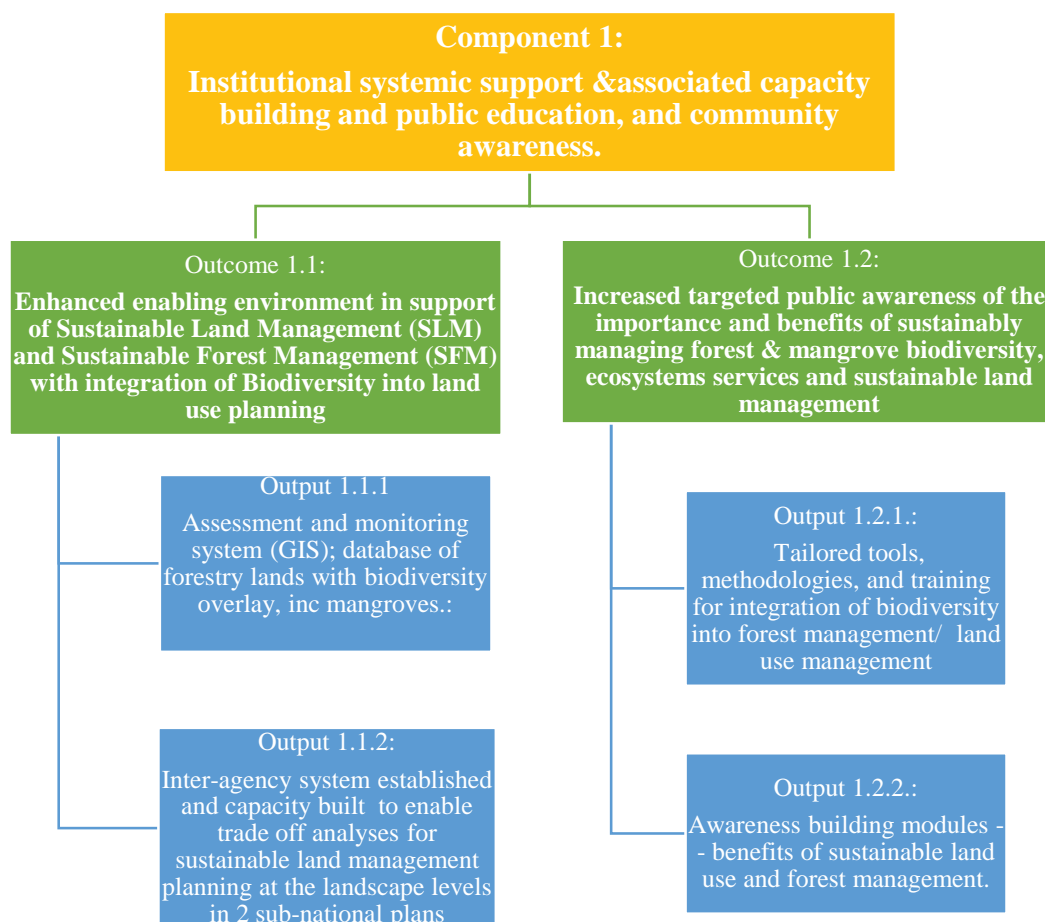 Component 1:
Institutional systemic support &associated capacity
building and public education, and community
awareness.
Outcome 1.1:
Enhanced enabling environment in support
of Sustainable Land Management (SLM)
and Sustainable Forest Management (SFM)
with integration of Biodiversity into land
use planning
Output 1.1.1
Assessment and monitoring
system (GIS); database of
forestry lands with biodiversity
overlay, inc mangroves.:
Output 1.1.2:
Inter-agency system established
and capacity built to enable
trade off analyses for
sustainable land management
planning at the landscape levels
in 2 sub-national plans
Outcome 1.2:
Increased targeted public awareness of the
importance and benefits of sustainably
managing forest & mangrove biodiversity,
ecosystems services and sustainable land
management
Output 1.2.1.:
Tailored tools,
methodologies, and training
for integration of biodiversity
into forest management/ land
use management
Output 1.2.2.:
Awareness building modules -
- benefits of sustainable land
use and forest management.